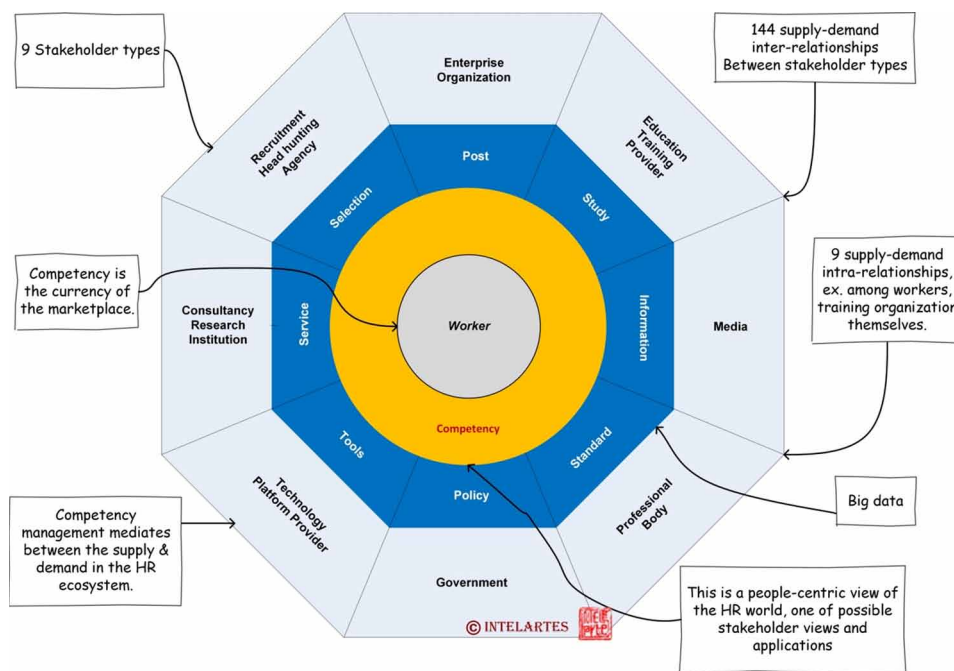 9 Stakeholder types
144 supply-demand
inter-relationships
Between stakeholder types
Enterprise
Organization
Recruitment
Head hunting
Agency
Education
Training
Provider
Post
Selection
Study
Competency is
the currency of
the marketplace.
Consultancy
Research
Institution
Service
Worker
Information
Media
9 supply-demand
intra-relationships,
ex. among workers,
training organization
themselves.
Competency
Tools
Standard
Policy
Technology
Platform Provider
Professional
Body
Big data
Competency
management mediates
between the supply &
demand in the HR
ecosystem.
Government
This is a people-centric view of
the HR world, one of possible
stakeholder views and
applications
© INTELARTES